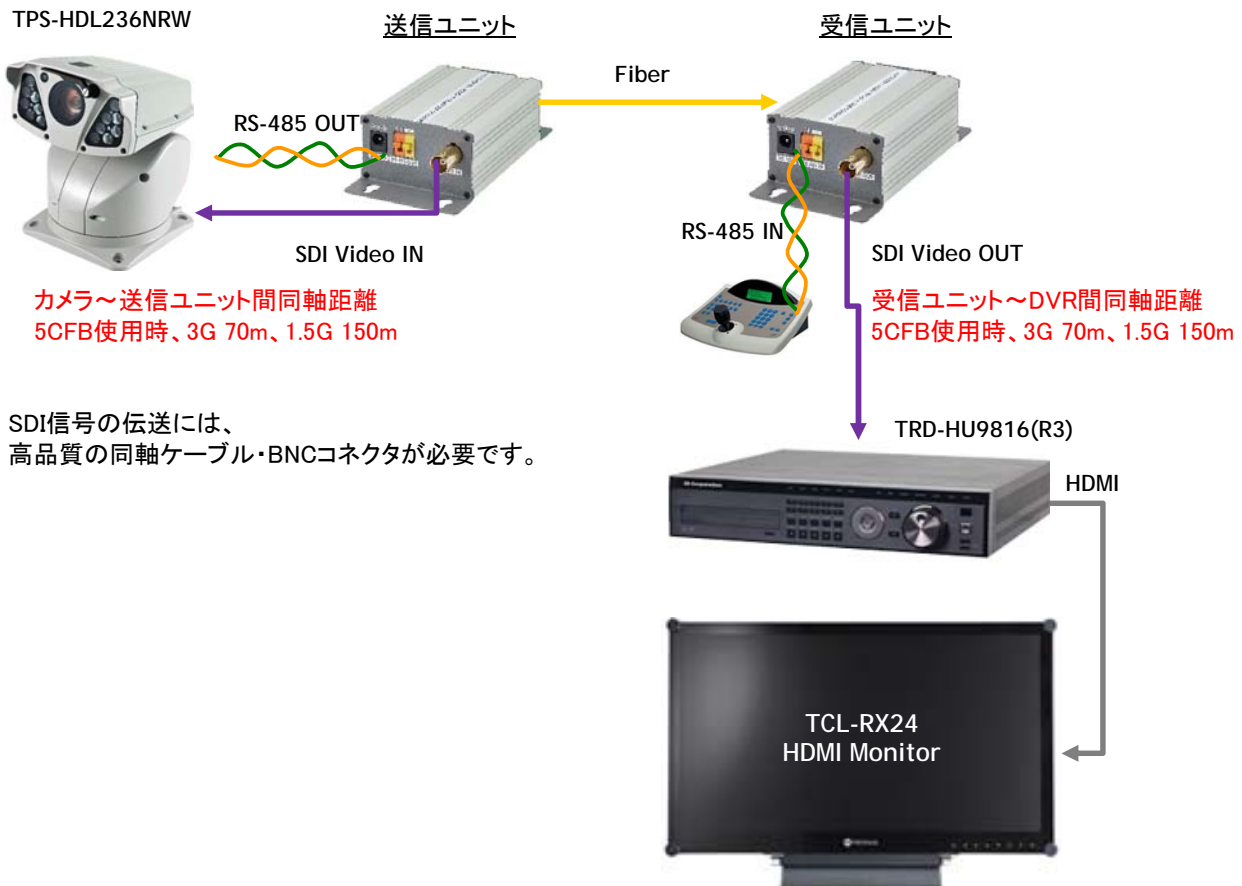 TPS-HDL236NRW
送信ユニット
受信ユニット
Fiber
RS-485 OUT
SDI Video IN
RS-485 IN
SDI Video OUT
カメラ～送信ユニット間同軸距離
5CFB使用時、3G 70m、1.5G 150m
受信ユニット～DVR間同軸距離
5CFB使用時、3G 70m、1.5G 150m
SDI信号の伝送には、
高品質の同軸ケーブル・BNCコネクタが必要です。
TRD-HU9816(R3)
HDMI
TCL-RX24
HDMI Monitor